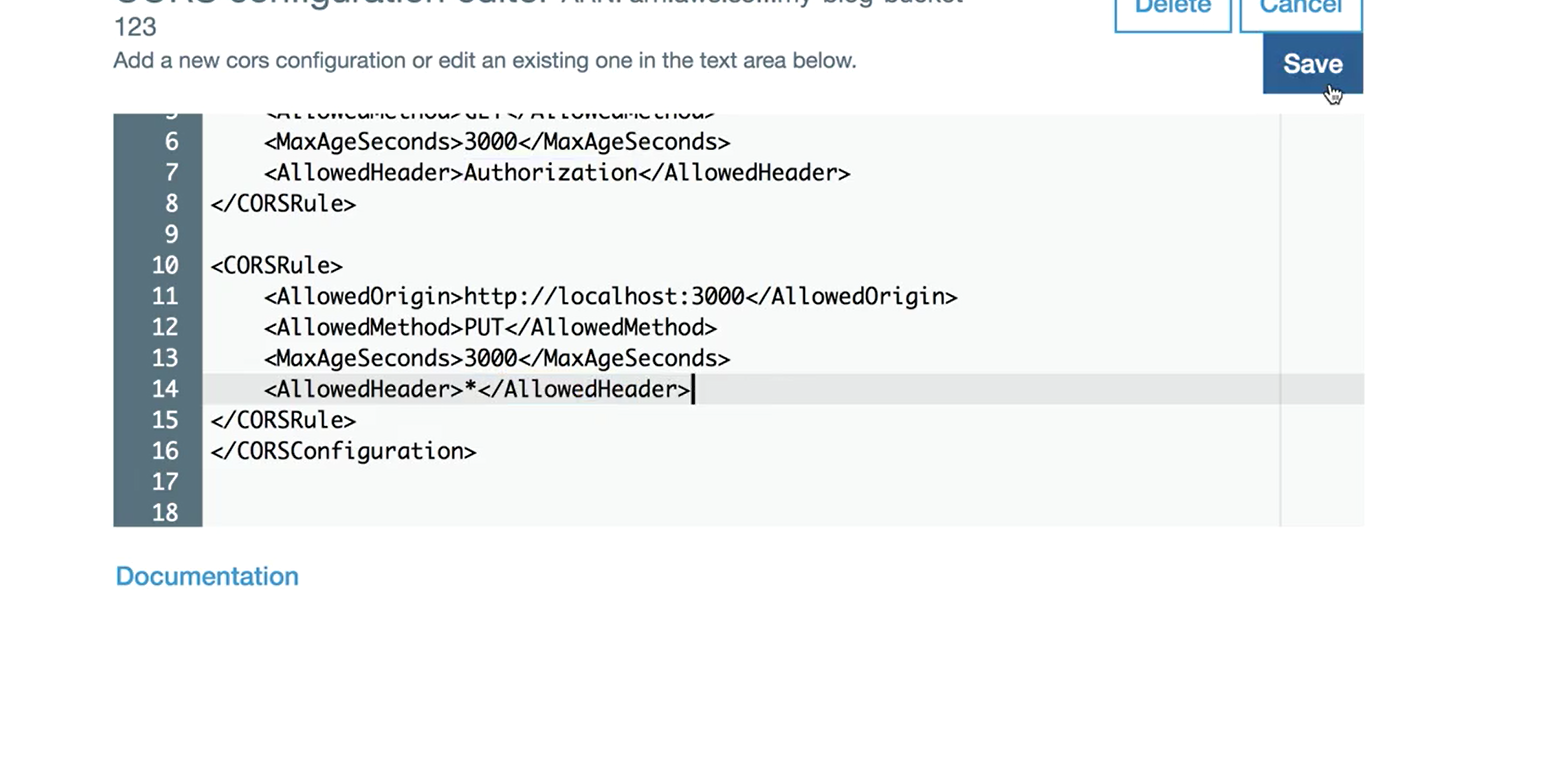 CORS configuration editor ARN: arn:aws:s3:::my-blog-bucket-
123
Delete
Cancel
Add a new cors configuration or edit an existing one in the text area below.
Save
5 <AllowedMethod>GET</AllowedMethod>
6 <MaxAgeSeconds>3000</MaxAgeSeconds>
7 <AllowedHeader>Authorization</AllowedHeader>
8 </CORSRule>
9
10 <CORSRule>
11 <AllowedOrigin>http://localhost:3000</AllowedOrigin>
12 <AllowedMethod>PUT</AllowedMethod>
13 <MaxAgeSeconds>3000</MaxAgeSeconds>
14 <AllowedHeader>*</AllowedHeader>
15 </CORSRule>
16 </CORSConfiguration>
17
18
Documentation